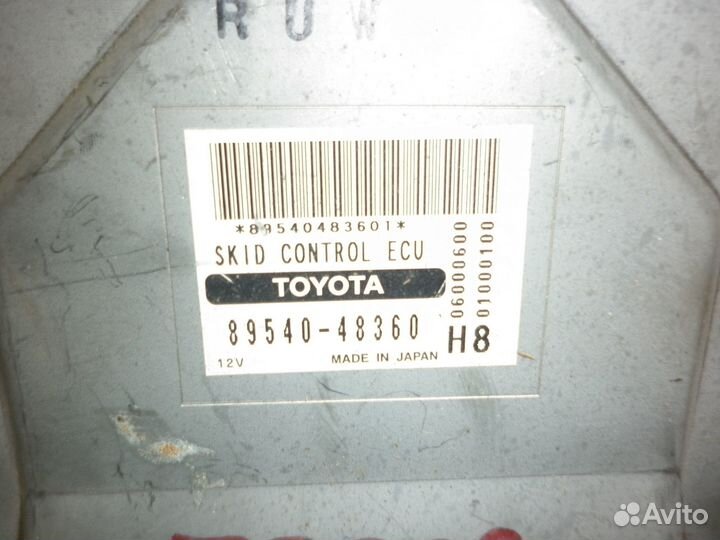 R U W
*89540483601*
SKID CONTROL ECU
TOYOTA
89540-48360
H8
12V
MADE IN JAPAN
06000600
01000100
Avito